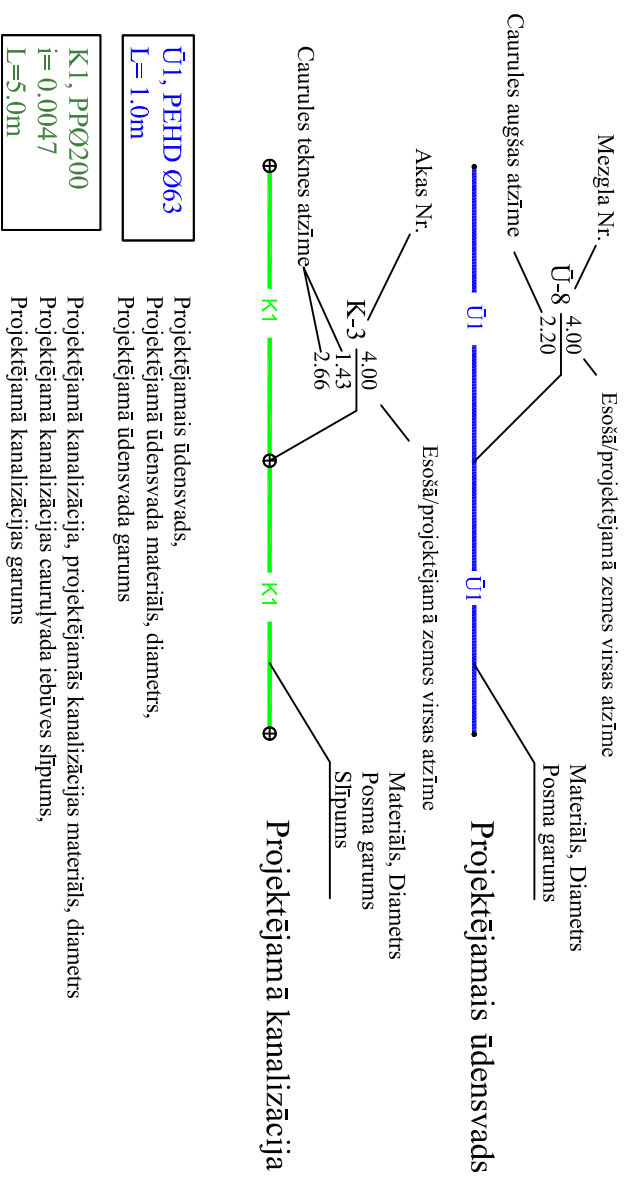 Mezgla Nr.
Caurules augšas atzīme
Ū-8
4.00
2.20
Esošā/projektējamā zemes virsas atzīme
Ū1
Ū1
Materiāls, Diametrs
Posma garums
Projektējamais ūdensvads
Akas Nr.
Caurules teknes atzīme
K-3
4.00
1.43
2.66
Esošā/projektējamā zemes virsas atzīme
K1
K1
Materiāls, Diametrs
Posma garums
Slīpums
Projektējamā kanalizācija
Ū1, PEHD Ø63
L= 1.0m
Projektējamais ūdensvads,
Projektējamā ūdensvada materiāls, diametrs,
Projektējamā ūdensvada garums
K1, PPØ200
i= 0.0047
L=5.0m
Projektējamā kanalizācija, projektējamās kanalizācijas materiāls, diametrs
Projektējamā kanalizācijas cauruļvada iebūves slīpums,
Projektējamā kanalizācijas garums